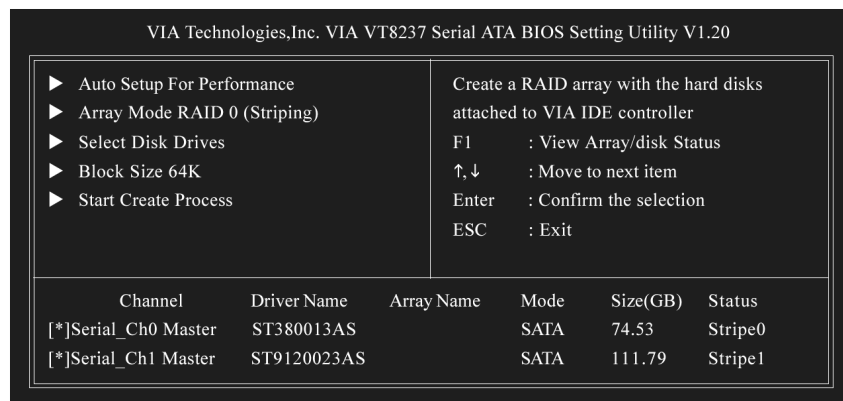 VIA Technologies,Inc. VIA VT8237 Serial ATA BIOS Setting Utility V1.20
▶ Auto Setup For Performance
▶ Array Mode RAID 0 (Striping)
▶ Select Disk Drives
▶ Block Size 64K
▶ Start Create Process
Create a RAID array with the hard disks
attached to VIA IDE controller
F1 : View Array/disk Status
↑,↓ : Move to next item
Enter : Confirm the selection
ESC : Exit
Channel Driver Name Array Name Mode Size(GB) Status
[*]Serial_Ch0 Master ST380013AS SATA 74.53 Stripe0
[*]Serial_Ch1 Master ST9120023AS SATA 111.79 Stripe1